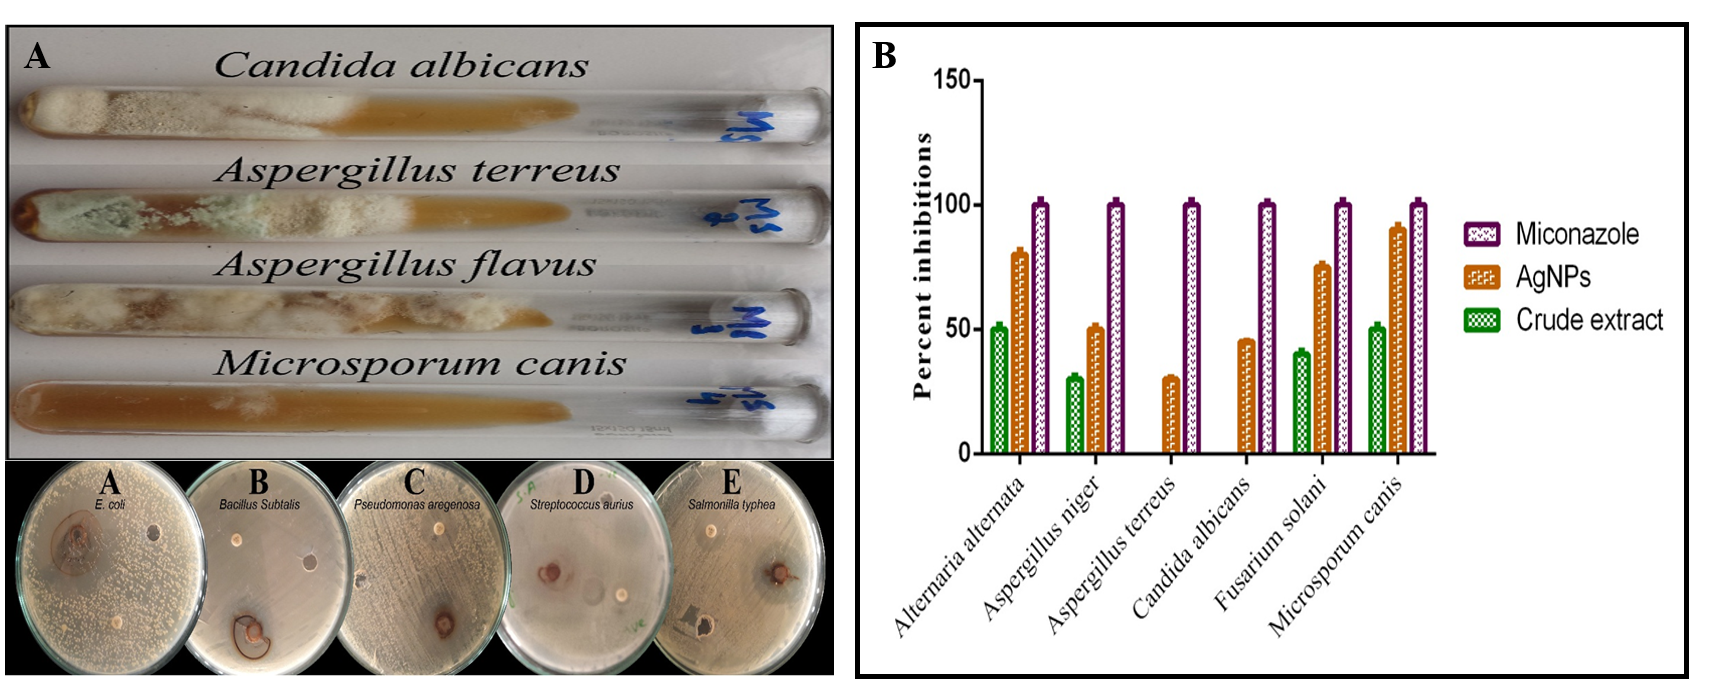 A
Candida albicans
Aspergillus terreus
Aspergillus flavus
Microsporum canis
A
E. coli
B
Bacillus Subtalis
C
Pseudomonas aregenosa
D
Streptococcus aurius
E
Salmonilla typhea
B
150
100
50
0
Percent inhibitions
Miconazole
AgNPs
Crude extract
Alternaria alternata
Aspergillus niger
Aspergillus terreus
Candida albicans
Fusarium solani
Microsporum canis